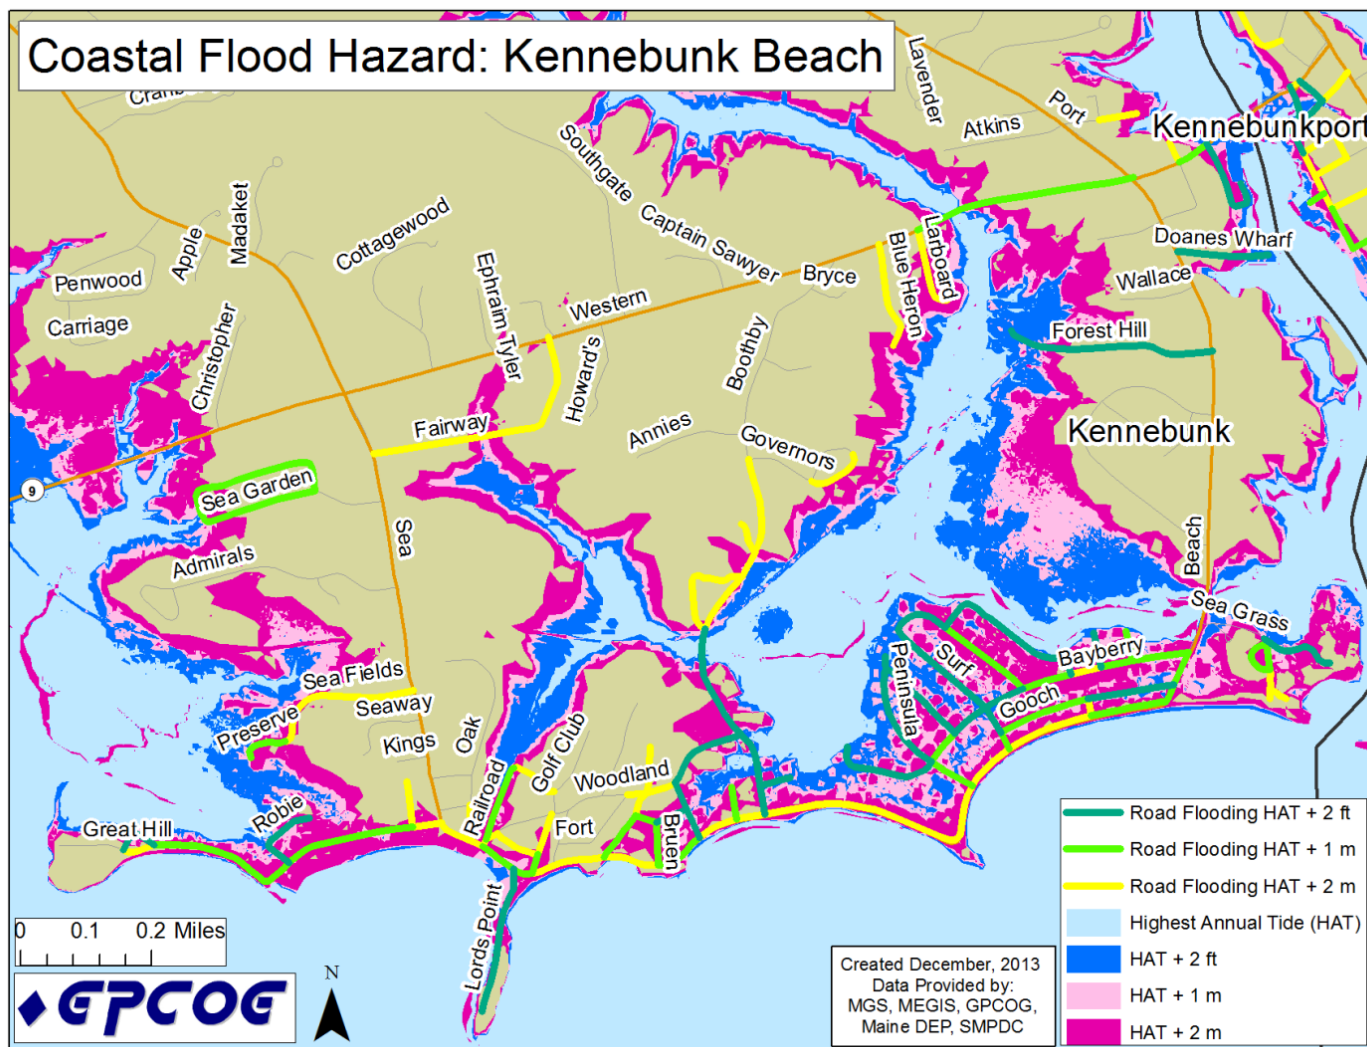 Coastal Flood Hazard: Kennebunk Beach
Lavender
Port
Atkins
Kennebunkport
Southgate
Madaket
Apple
Cottagewood
Captain Sawyer
Larboard
Blue Heron
Doanes Wharf
Penwood
Ephraim Tyler
Bryce
Wallace
Western
Carriage
Christopher
Howard's
Boothby
Forest Hill
Fairway
Annies
Governors
Kennebunk
9
Sea Garden
Sea
Beach
Admirals
Sea Grass
Bayberry
Surf
Peninsula
Gooch
Sea Fields
Seaway
Preserve
Kings
Oak
Golf Club
Woodland
Railroad
Robie
Great Hill
Fort
Bruen
Lords Point
Road Flooding HAT + 2 ft
Road Flooding HAT + 1 m
Road Flooding HAT + 2 m
Highest Annual Tide (HAT)
HAT + 2 ft
HAT + 1 m
HAT + 2 m
0 0.1 0.2 Miles
N
GPCOG
Created December, 2013
Data Provided by:
MGS, MEGIS, GPCOG,
Maine DEP, SMPDC